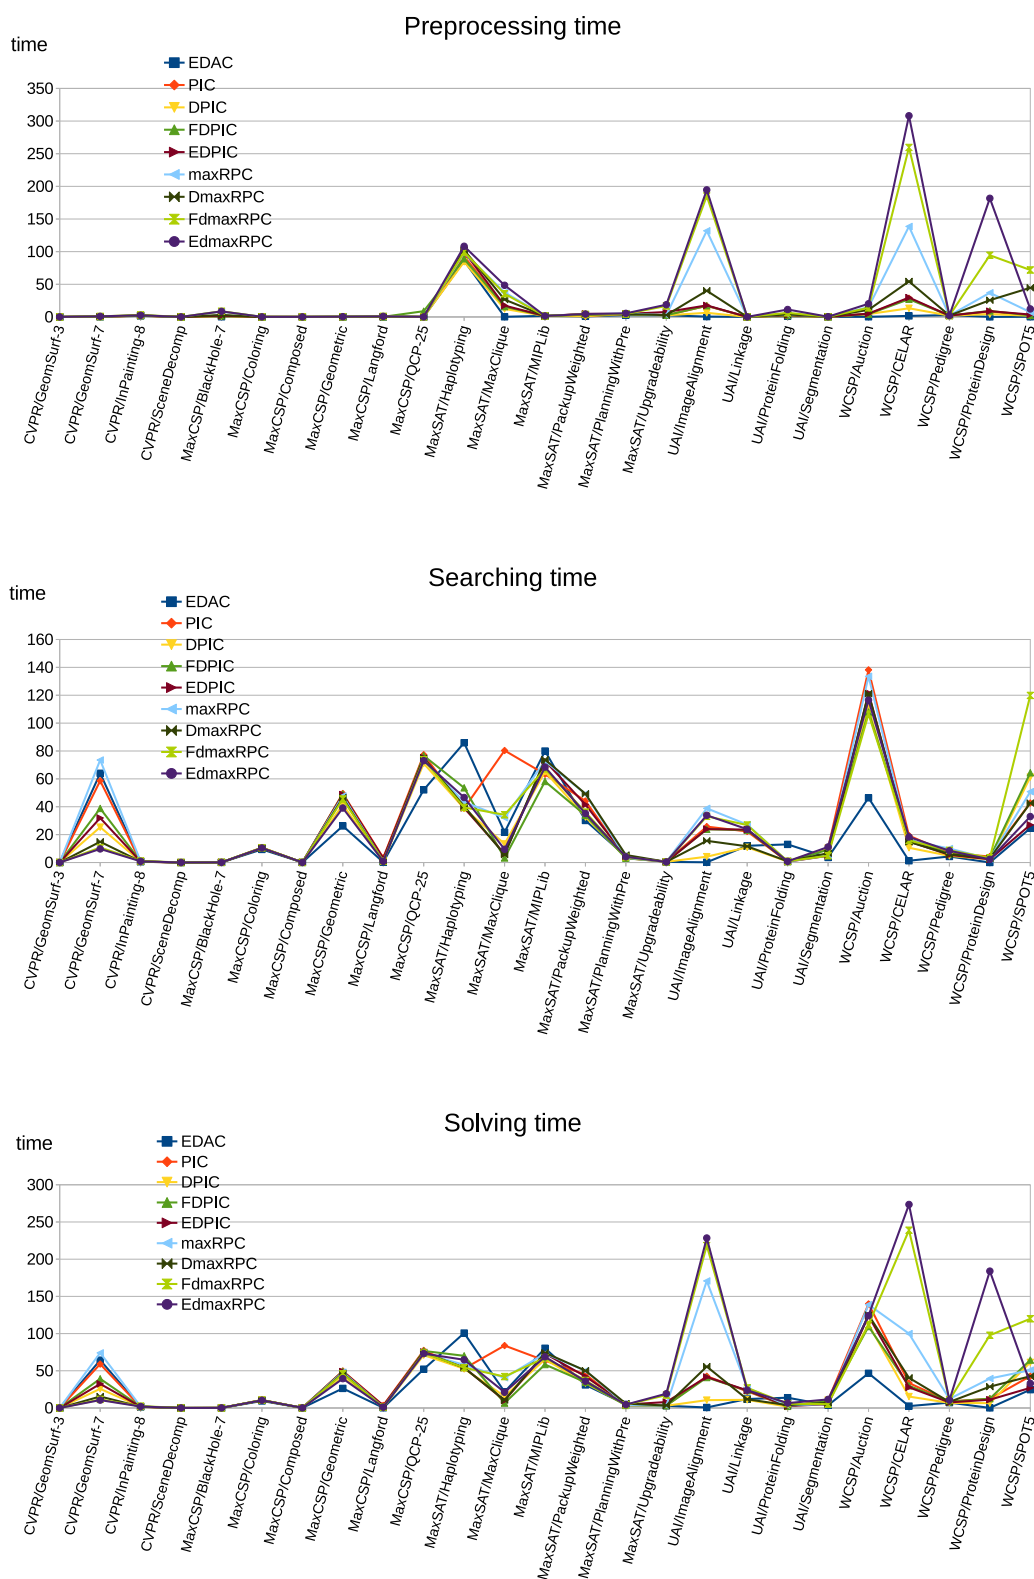 Preprocessing time
time
EDAC
PIC
DPIC
FDPIC
EDPIC
maxRPC
DmaxRPC
FdmaxRPC
EdmaxRPC
350
300
250
200
150
100
50
0
CVPR/GeomSurf-3
CVPR/GeomSurf-7
CVPR/InPainting-8
CVPR/SceneDecomp
MaxCSP/BlackHole-7
MaxCSP/Coloring
MaxCSP/Composed
MaxCSP/Geometric
MaxCSP/Langford
MaxCSP/QCP-25
MaxSAT/Haplotyping
MaxSAT/MaxClique
MaxSAT/MIPLib
MaxSAT/PackupWeighted
MaxSAT/PlanningWithPre
MaxSAT/Upgradeability
UAI/ImageAlignment
UAI/Linkage
UAI/ProteinFolding
UAI/Segmentation
WCSP/Auction
WCSP/CELAR
WCSP/Pedigree
WCSP/ProteinDesign
WCSP/SPOT5
Searching time
time
EDAC
PIC
DPIC
FDPIC
EDPIC
maxRPC
DmaxRPC
FdmaxRPC
EdmaxRPC
160
140
120
100
80
60
40
20
0
CVPR/GeomSurf-3
CVPR/GeomSurf-7
CVPR/InPainting-8
CVPR/SceneDecomp
MaxCSP/BlackHole-7
MaxCSP/Coloring
MaxCSP/Composed
MaxCSP/Geometric
MaxCSP/Langford
MaxCSP/QCP-25
MaxSAT/Haplotyping
MaxSAT/MaxClique
MaxSAT/MIPLib
MaxSAT/PackupWeighted
MaxSAT/PlanningWithPre
MaxSAT/Upgradeability
UAI/ImageAlignment
UAI/Linkage
UAI/ProteinFolding
UAI/Segmentation
WCSP/Auction
WCSP/CELAR
WCSP/Pedigree
WCSP/ProteinDesign
WCSP/SPOT5
Solving time
time
EDAC
PIC
DPIC
FDPIC
EDPIC
maxRPC
DmaxRPC
FdmaxRPC
EdmaxRPC
300
250
200
150
100
50
0
CVPR/GeomSurf-3
CVPR/GeomSurf-7
CVPR/InPainting-8
CVPR/SceneDecomp
MaxCSP/BlackHole-7
MaxCSP/Coloring
MaxCSP/Composed
MaxCSP/Geometric
MaxCSP/Langford
MaxCSP/QCP-25
MaxSAT/Haplotyping
MaxSAT/MaxClique
MaxSAT/MIPLib
MaxSAT/PackupWeighted
MaxSAT/PlanningWithPre
MaxSAT/Upgradeability
UAI/ImageAlignment
UAI/Linkage
UAI/ProteinFolding
UAI/Segmentation
WCSP/Auction
WCSP/CELAR
WCSP/Pedigree
WCSP/ProteinDesign
WCSP/SPOT5